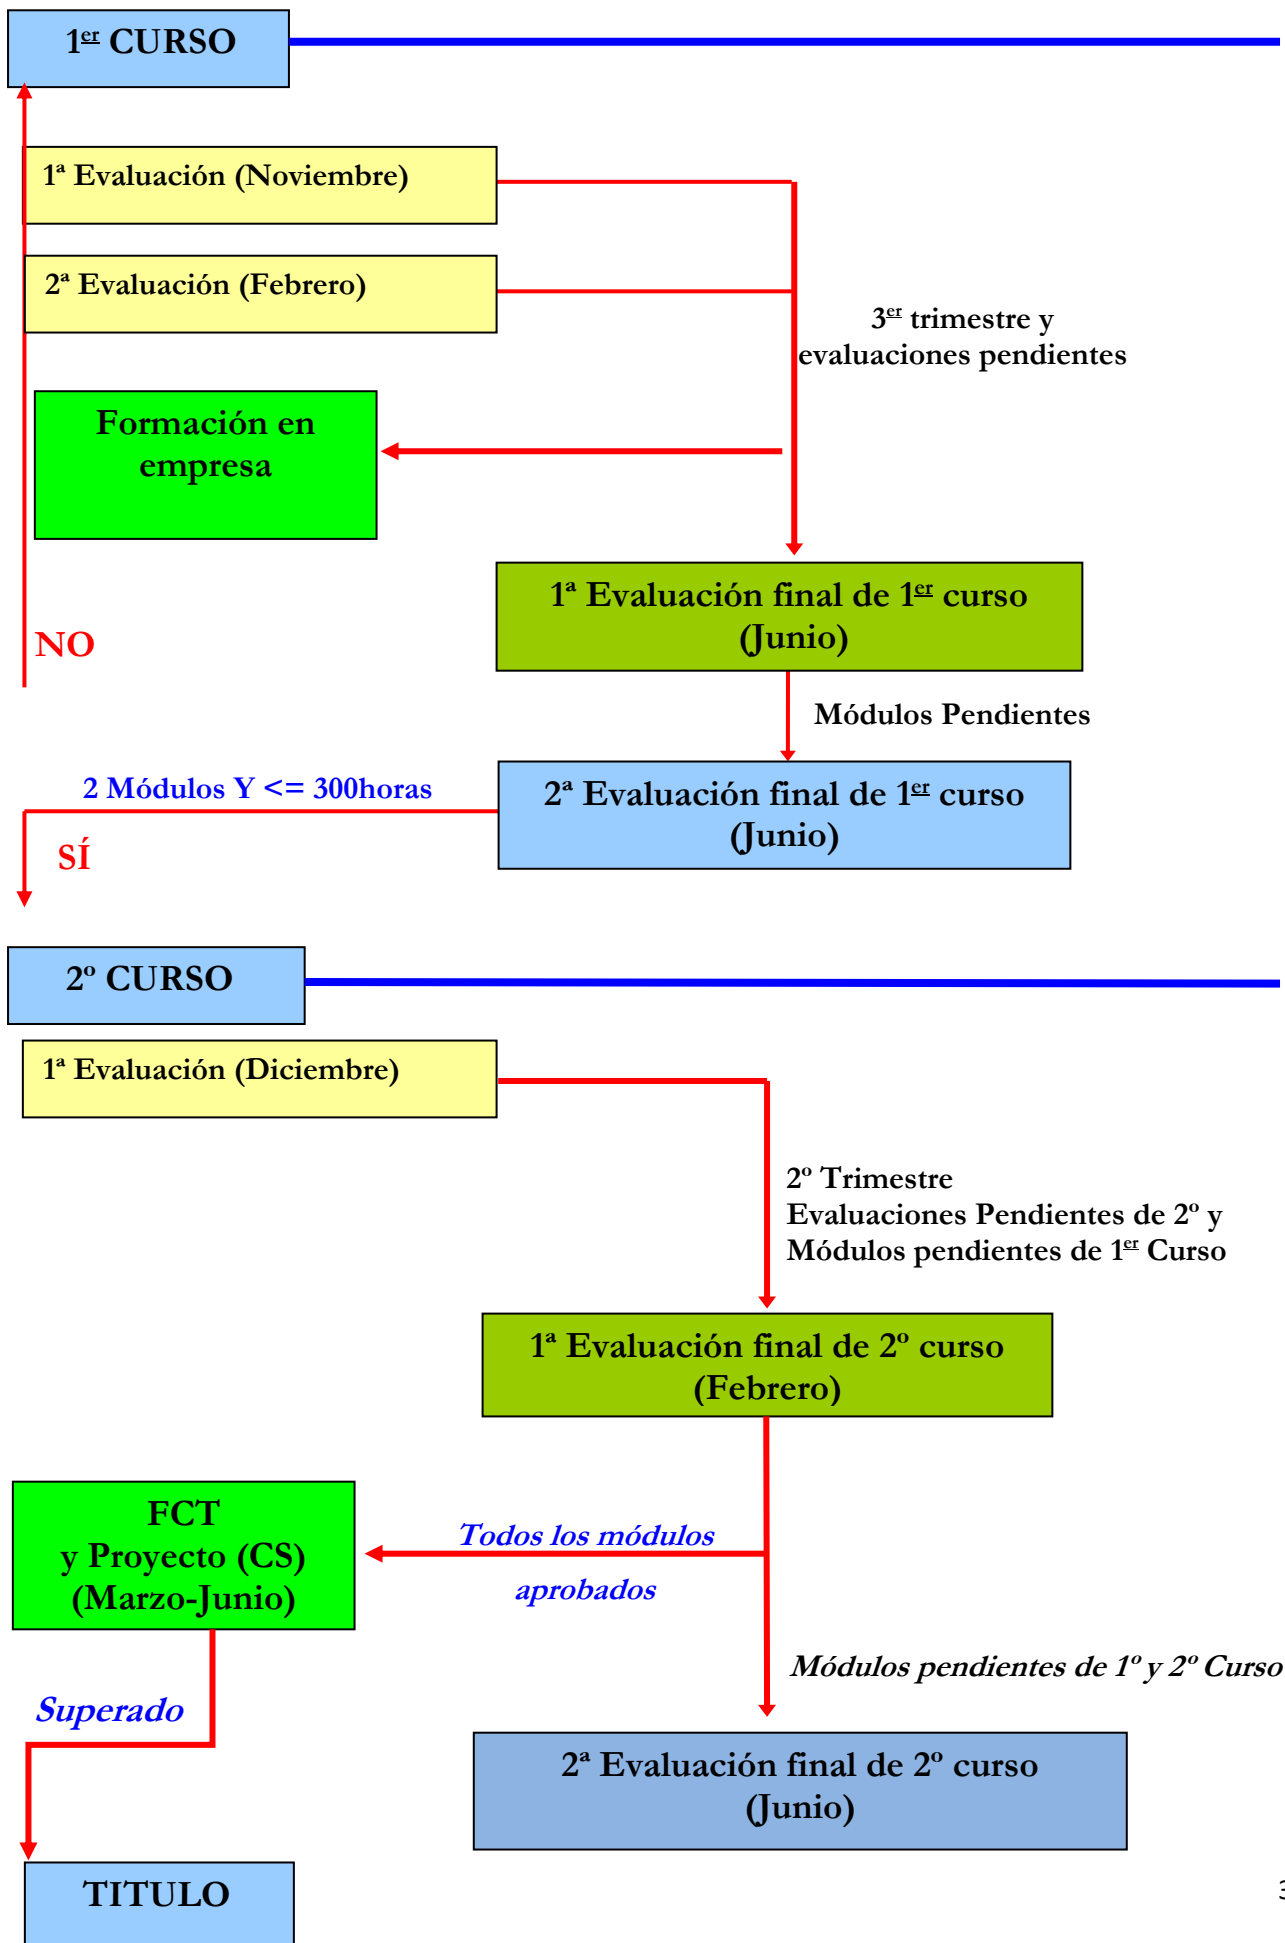 1er CURSO
1ª Evaluación (Noviembre)
2ª Evaluación (Febrero)
3er trimestre y
evaluaciones pendientes
Formación en
empresa
1ª Evaluación final de 1er curso
(Junio)
NO
Módulos Pendientes
2 Módulos Y <= 300horas
2ª Evaluación final de 1er curso
(Junio)
SÍ
2º CURSO
1ª Evaluación (Diciembre)
2º Trimestre
Evaluaciones Pendientes de 2º y
Módulos pendientes de 1er Curso
1ª Evaluación final de 2º curso
(Febrero)
FCT
y Proyecto (CS)
(Marzo-Junio)
Todos los módulos
aprobados
Módulos pendientes de 1º y 2º Curso
Superado
2ª Evaluación final de 2º curso
(Junio)
TITULO
3